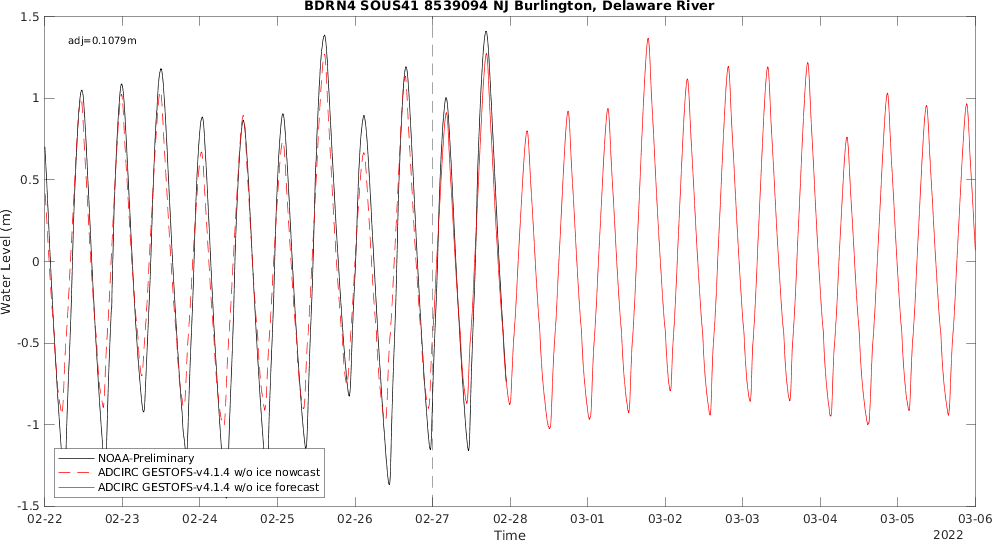 BDRN4 SOUS41 8539094 NJ Burlington, Delaware River
1.5
adj=0.1079m
1
0.5
0
-0.5
-1
-1.5
Water Level (m)
NOAA-Preliminary
ADCIRC GESTOFS-v4.1.4 w/o ice nowcast
ADCIRC GESTOFS-v4.1.4 w/o ice forecast
02-22 02-23 02-24 02-25 02-26 02-27 02-28 03-01 03-02 03-03 03-04 03-05 03-06
Time
2022